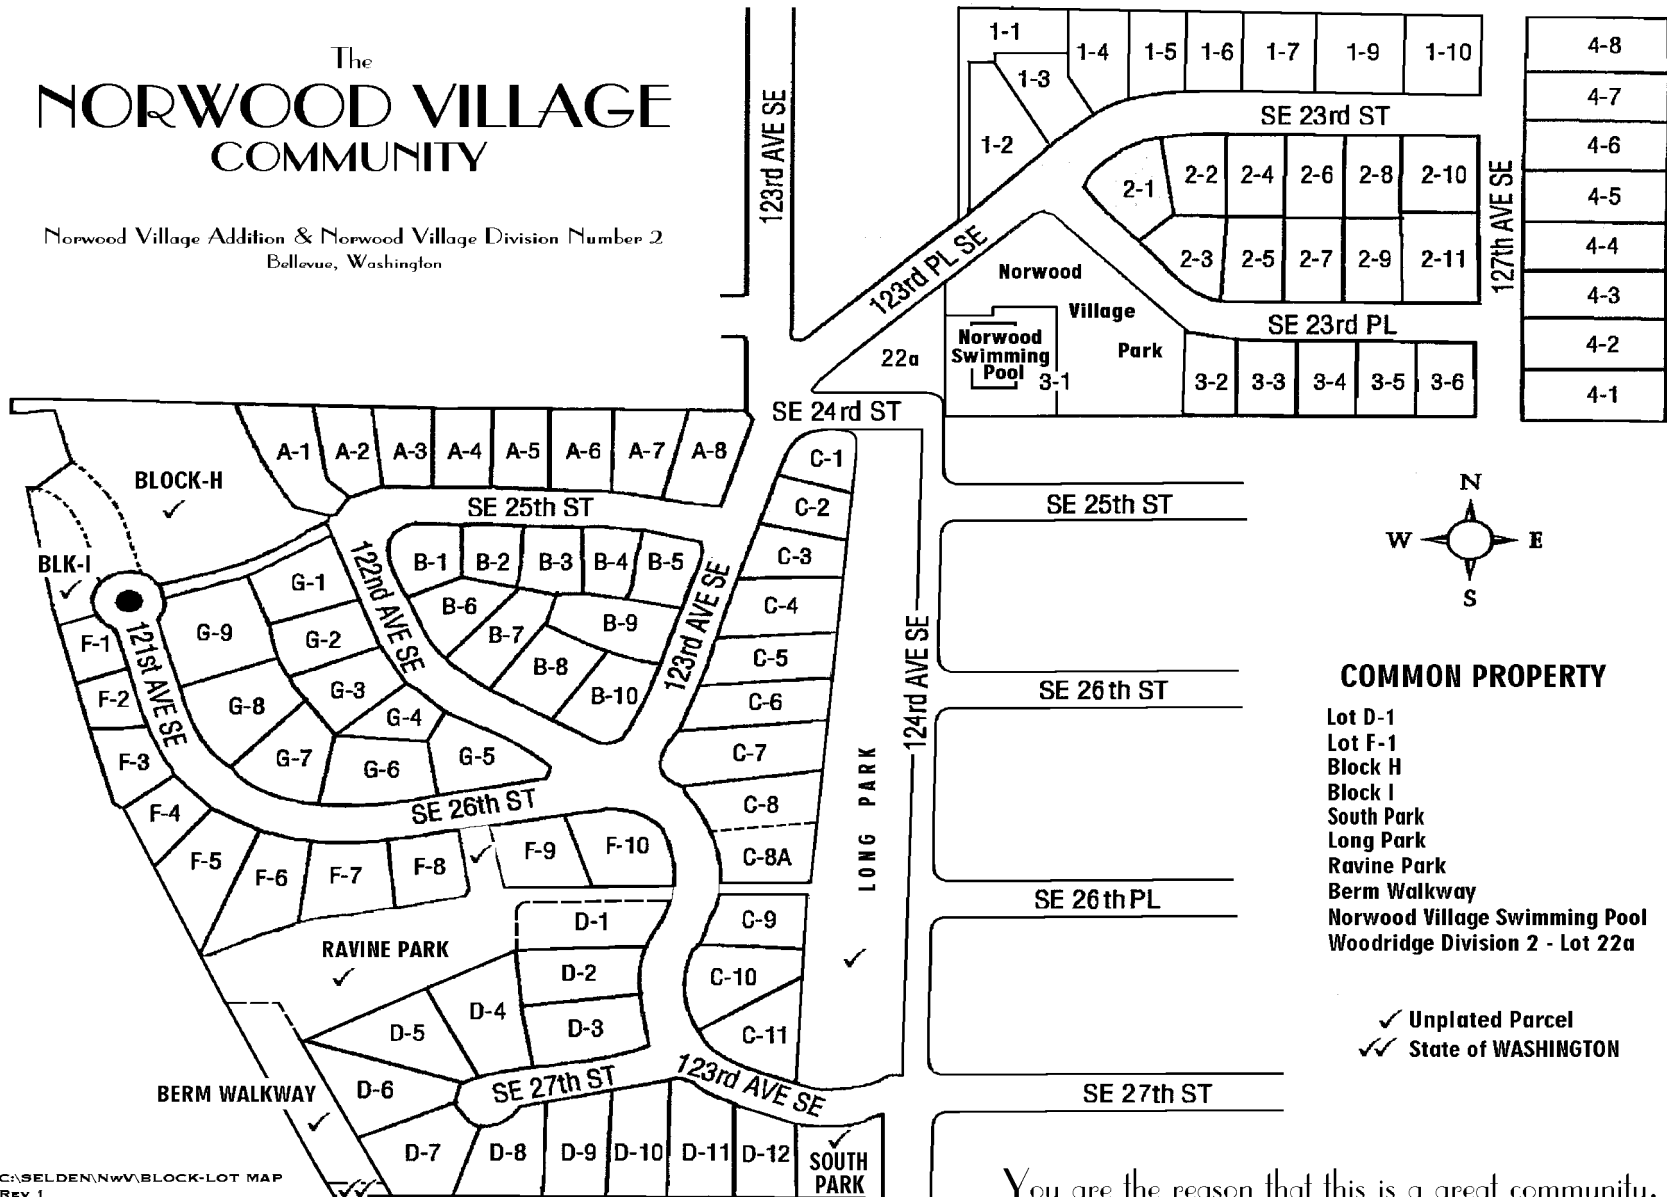 The
NORWOOD VILLAGE
COMMUNITY
Norwood Village Addition & Norwood Village Division Number 2
Bellevue, Washington
123rd AVE SE
1-1
1-2
1-3
1-4
1-5
1-6
1-7
1-9
1-10
SE 23rd ST
4-8
4-7
4-6
4-5
4-4
4-3
4-2
4-1
127th AVE SE
2-1
2-2
2-4
2-6
2-8
2-10
2-3
2-5
2-7
2-9
2-11
SE 23rd PL
123rd PL SE
Norwood
Village
Park
Norwood
Swimming
Pool
22a
3-1
3-2
3-3
3-4
3-5
3-6
SE 24rd ST
A-1
A-2
A-3
A-4
A-5
A-6
A-7
A-8
BLOCK-H
SE 25th ST
BLK-I
122nd AVE SE
B-1
B-2
B-3
B-4
B-5
B-6
B-7
B-8
B-9
B-10
123rd AVE SE
C-1
C-2
C-3
C-4
C-5
C-6
C-7
C-8
C-8A
C-9
C-10
C-11
LONG PARK
124rd AVE SE
SE 25th ST
SE 26th ST
SE 26th PL
SE 27th ST
G-1
G-2
G-3
G-4
G-5
G-6
G-7
G-8
G-9
121st AVE SE
F-1
F-2
F-3
F-4
F-5
F-6
F-7
F-8
F-9
F-10
SE 26th ST
RAVINE PARK
D-1
D-2
D-3
D-4
D-5
D-6
D-7
D-8
D-9
D-10
D-11
D-12
SE 27th ST
123rd AVE SE
BERM WALKWAY
SOUTH
PARK
N
W
E
S
COMMON PROPERTY
Lot D-1
Lot F-1
Block H
Block I
South Park
Long Park
Ravine Park
Berm Walkway
Norwood Village Swimming Pool
Woodridge Division 2 - Lot 22a
✓ Unplated Parcel
✓✓ State of WASHINGTON
C:\SELDEN\NWV\BLOCK-LOT MAP
REV 1
You are the reason that this is a great community.